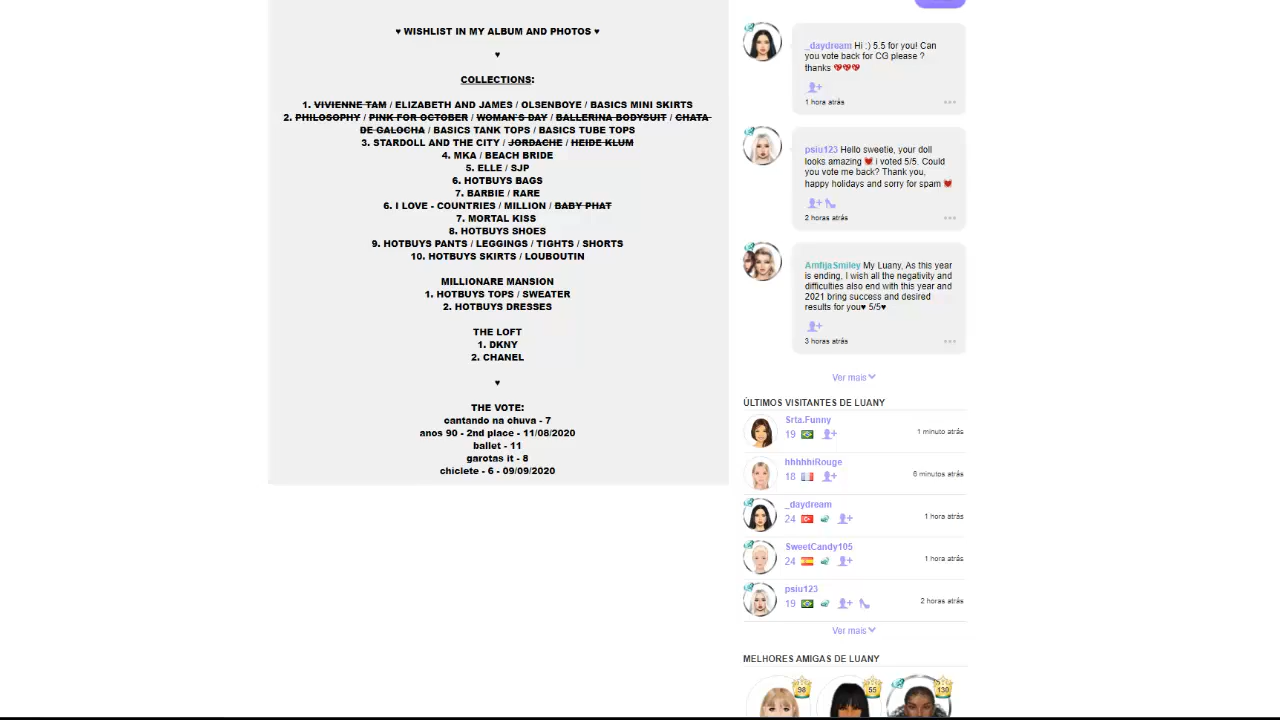 ♥ WISHLIST IN MY ALBUM AND PHOTOS ♥
♥
COLLECTIONS:
1. VIVIENNE TAM / ELIZABETH AND JAMES / OLSENBOYE / BASICS MINI SKIRTS
2. PHILOSOPHY / PINK FOR OCTOBER / WOMAN'S DAY / BALLERINA BODYSUIT / CHATA
DE GALOCHA / BASICS TANK TOPS / BASICS TUBE TOPS
3. STARDOLL AND THE CITY / JORDACHE / HEIDE KLUM
4. MKA / BEACH BRIDE
5. ELLE / SJP
6. HOTBUYS BAGS
7. BARBIE / RARE
6. I LOVE - COUNTRIES / MILLION / BABY PHAT
7. MORTAL KISS
8. HOTBUYS SHOES
9. HOTBUYS PANTS / LEGGINGS / TIGHTS / SHORTS
10. HOTBUYS SKIRTS / LOUBOUTIN
MILLIONARE MANSION
1. HOTBUYS TOPS / SWEATER
2. HOTBUYS DRESSES
THE LOFT
1. DKNY
2. CHANEL
♥
THE VOTE:
cantando na chuva - 7
anos 90 - 2nd place - 11/08/2020
ballet - 11
garotas it - 8
chiclete - 6 - 09/09/2020
_daydream Hi :) 5.5 for you! Can
you vote back for CG please ?
thanks 💖💖💖
1 hora atrás
psiu123 Hello sweetie, your doll
looks amazing 💓 i voted 5/5. Could
you vote me back? Thank you,
happy holidays and sorry for spam 💓
2 horas atrás
AmfijaSmiley My Luany, As this year
is ending, I wish all the negativity and
difficulties also end with this year and
2021 bring success and desired
results for you♥ 5/5♥
3 horas atrás
Ver mais
ÚLTIMOS VISITANTES DE LUANY
Srta.Funny
19
1 minuto atrás
hhhhhiRouge
18
6 minutos atrás
_daydream
24
1 hora atrás
SweetCandy105
24
1 hora atrás
psiu123
19
2 horas atrás
Ver mais
MELHORES AMIGAS DE LUANY
98
55
130